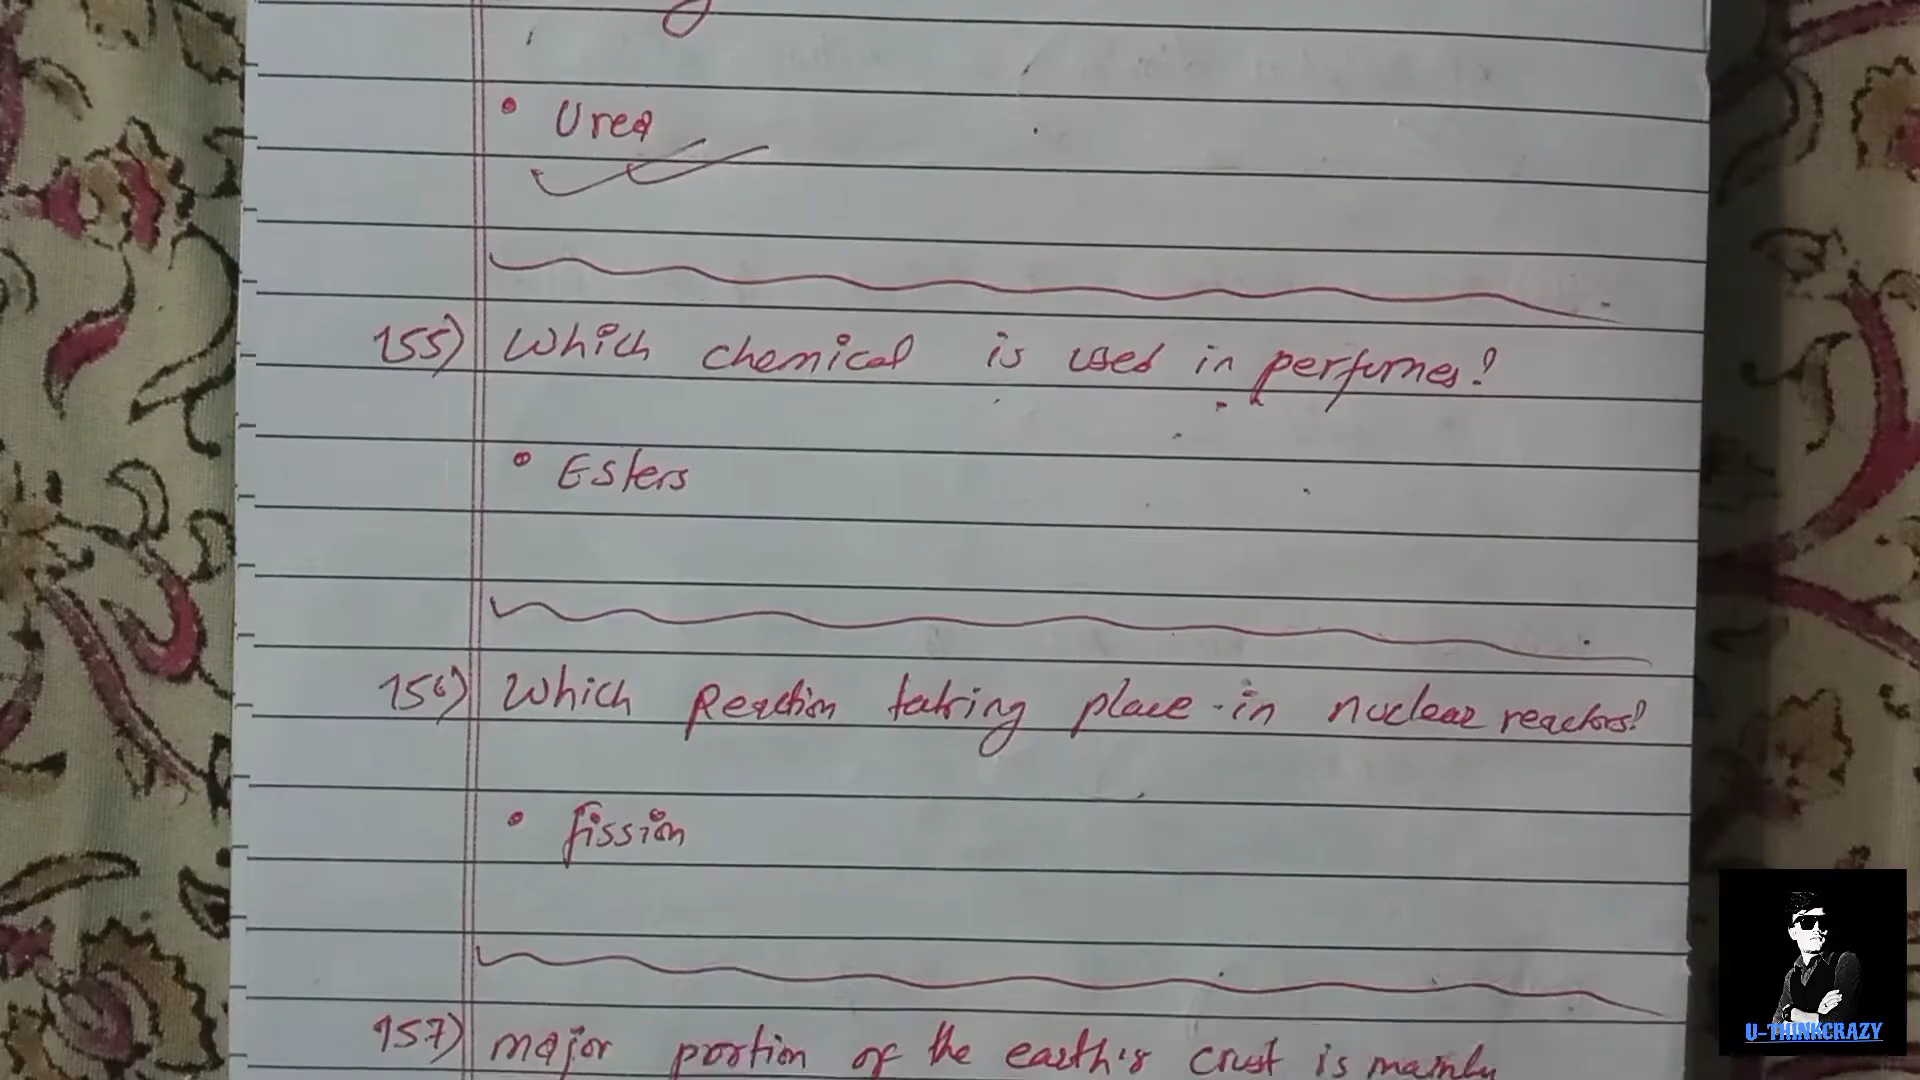 • Urea
155) Which chemical is used in perfumes?
• Esters
156) Which Reaction taking place in nuclear reactors?
• fission
157) major portion of the earth's crust is mainly
U-THINKCRAZY